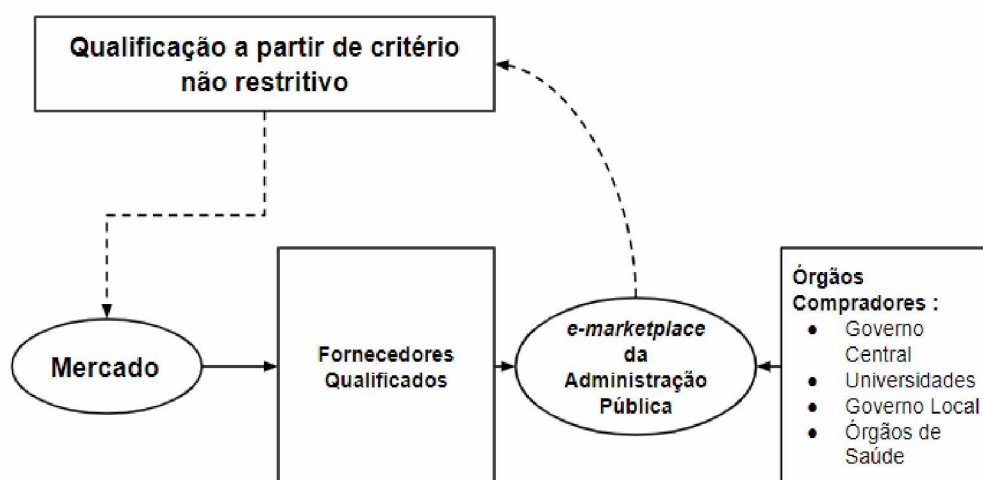 Qualificação a partir de critério
não restritivo
Mercado
Fornecedores
Qualificados
e-marketplace
da
Administração
Pública
Órgãos
Compradores :
● Governo
Central
● Universidades
● Governo Local
● Órgãos de
Saúde